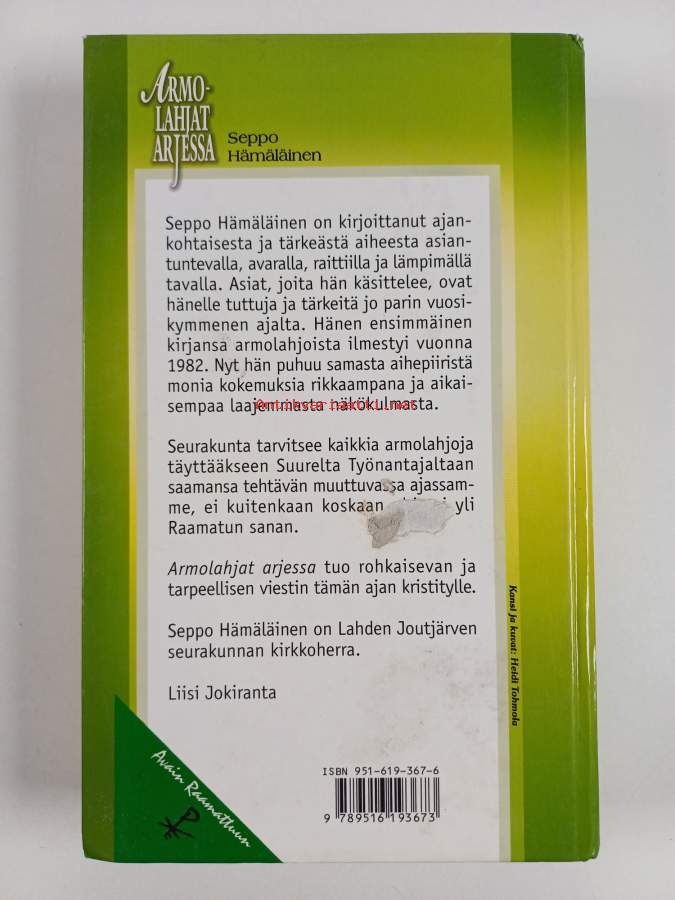 ARMO-
LAHJAT
ARJESSA
Seppo
Hämäläinen
Seppo Hämäläinen on kirjoittanut ajan-
kohtaisesta ja tärkeästä aiheesta asian-
tuntevalla, avaralla, raittiilla ja lämpimällä
tavalla. Asiat, joita hän käsittelee, ovat
hänelle tuttuja ja tärkeitä jo parin vuosi-
kymmenen ajalta. Hänen ensimmäinen
kirjansa armolahjoista ilmestyi vuonna
1982. Nyt hän puhuu samasta aihepiiristä
monia kokemuksia rikkaampana ja aikai-
sempaa laajemmasta näkökulmasta.
Seurakunta tarvitsee kaikkia armolahjoja
täyttääkseen Suurelta Työnantajaltaan
saamansa tehtävän muuttuvassa ajassam-
me, ei kuitenkaan koskaan yli
Raamatun sanan.
Armolahjat arjessa tuo rohkaisevan ja
tarpeellisen viestin tämän ajan kristitylle.
Seppo Hämäläinen on Lahden Joutjärven
seurakunnan kirkkoherra.
Liisi Jokiranta
Kansi ja kuvat: Heidi Tohmola
Avain Raamattuun
ISBN 951-619-367-6
9 789516 193673